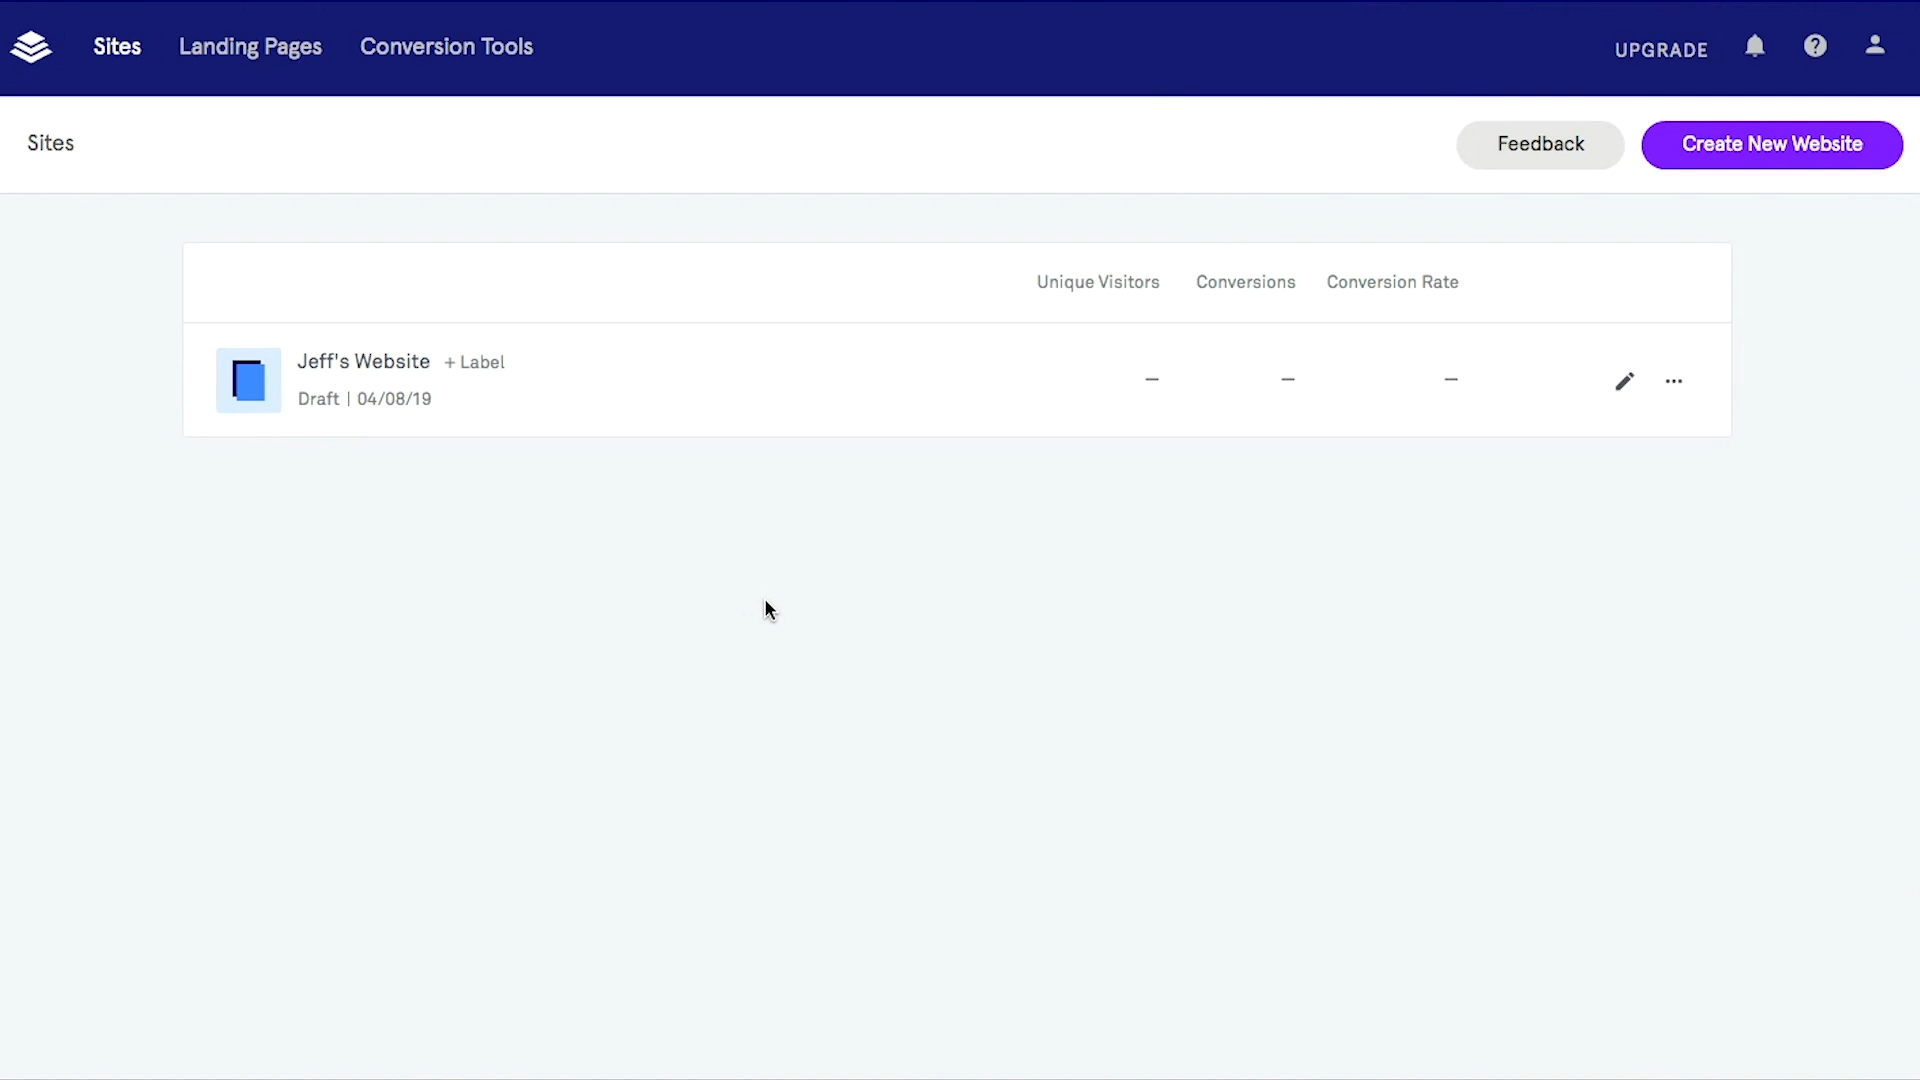 Sites Landing Pages Conversion Tools UPGRADE
Sites Feedback Create New Website
Unique Visitors Conversions Conversion Rate
Jeff's Website + Label
Draft | 04/08/19
– – –